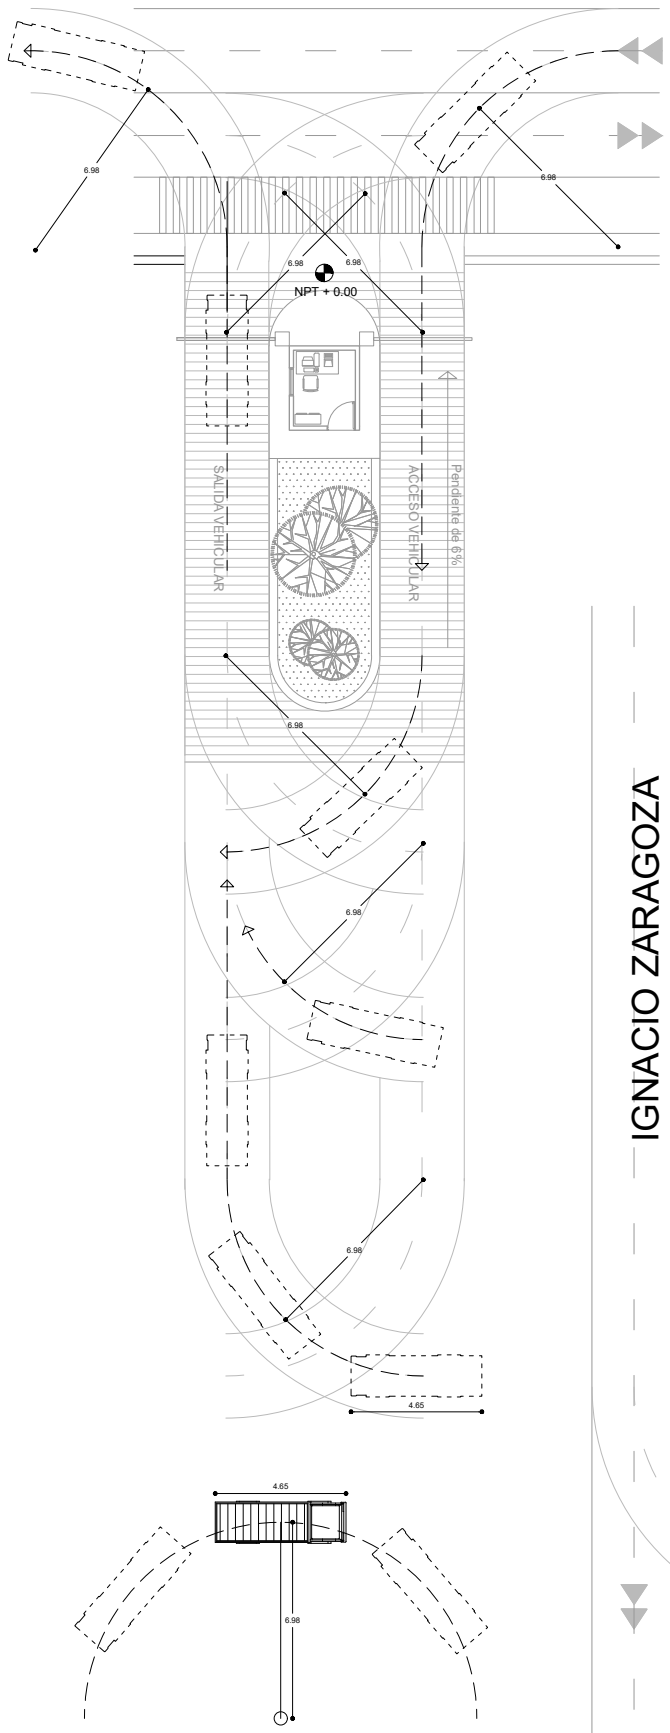 6.98
6.98
6.98
6.98
NPT + 0.00
SALIDA VEHICULAR
ACCESO VEHICULAR
Pendiente de 6%
6.98
IGNACIO ZARAGOZA
6.98
6.98
4.65
4.65
6.98